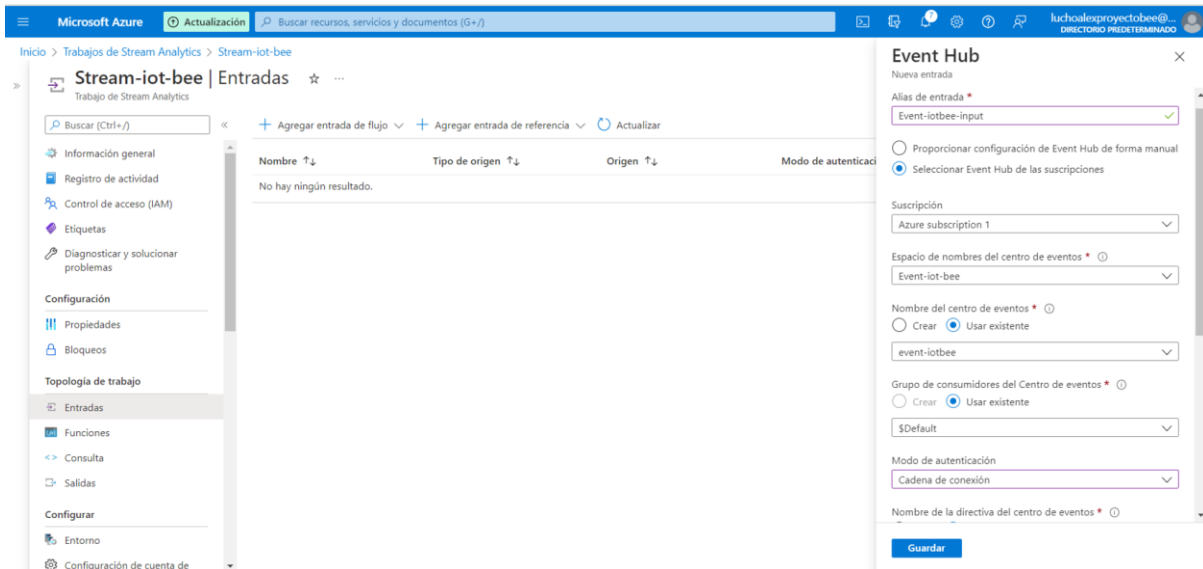 Microsoft Azure
Actualización
Buscar recursos, servicios y documentos (G+/)
7
luchoalexproyectobee@...
DIRECTORIO PREDETERMINADO
Inicio > Trabajos de Stream Analytics > Stream-iot-bee
Stream-iot-bee | Entradas
Trabajo de Stream Analytics
Buscar (Ctrl+/)
Información general
Registro de actividad
Control de acceso (IAM)
Etiquetas
Diagnosticar y solucionar
problemas
Configuración
Propiedades
Bloqueos
Topología de trabajo
Entradas
Funciones
Consulta
Salidas
Configurar
Entorno
Configuración de cuenta de
Agregar entrada de flujo
Agregar entrada de referencia
Actualizar
Nombre
Tipo de origen
Origen
Modo de autenticaci
No hay ningún resultado.
Event Hub
Nueva entrada
Alias de entrada *
Event-iotbee-input
Proporcionar configuración de Event Hub de forma manual
Seleccionar Event Hub de las suscripciones
Suscripción
Azure subscription 1
Espacio de nombres del centro de eventos *
Event-iot-bee
Nombre del centro de eventos *
Crear Usar existente
event-iotbee
Grupo de consumidores del Centro de eventos *
Crear Usar existente
$Default
Modo de autenticación
Cadena de conexión
Nombre de la directiva del centro de eventos *
Guardar